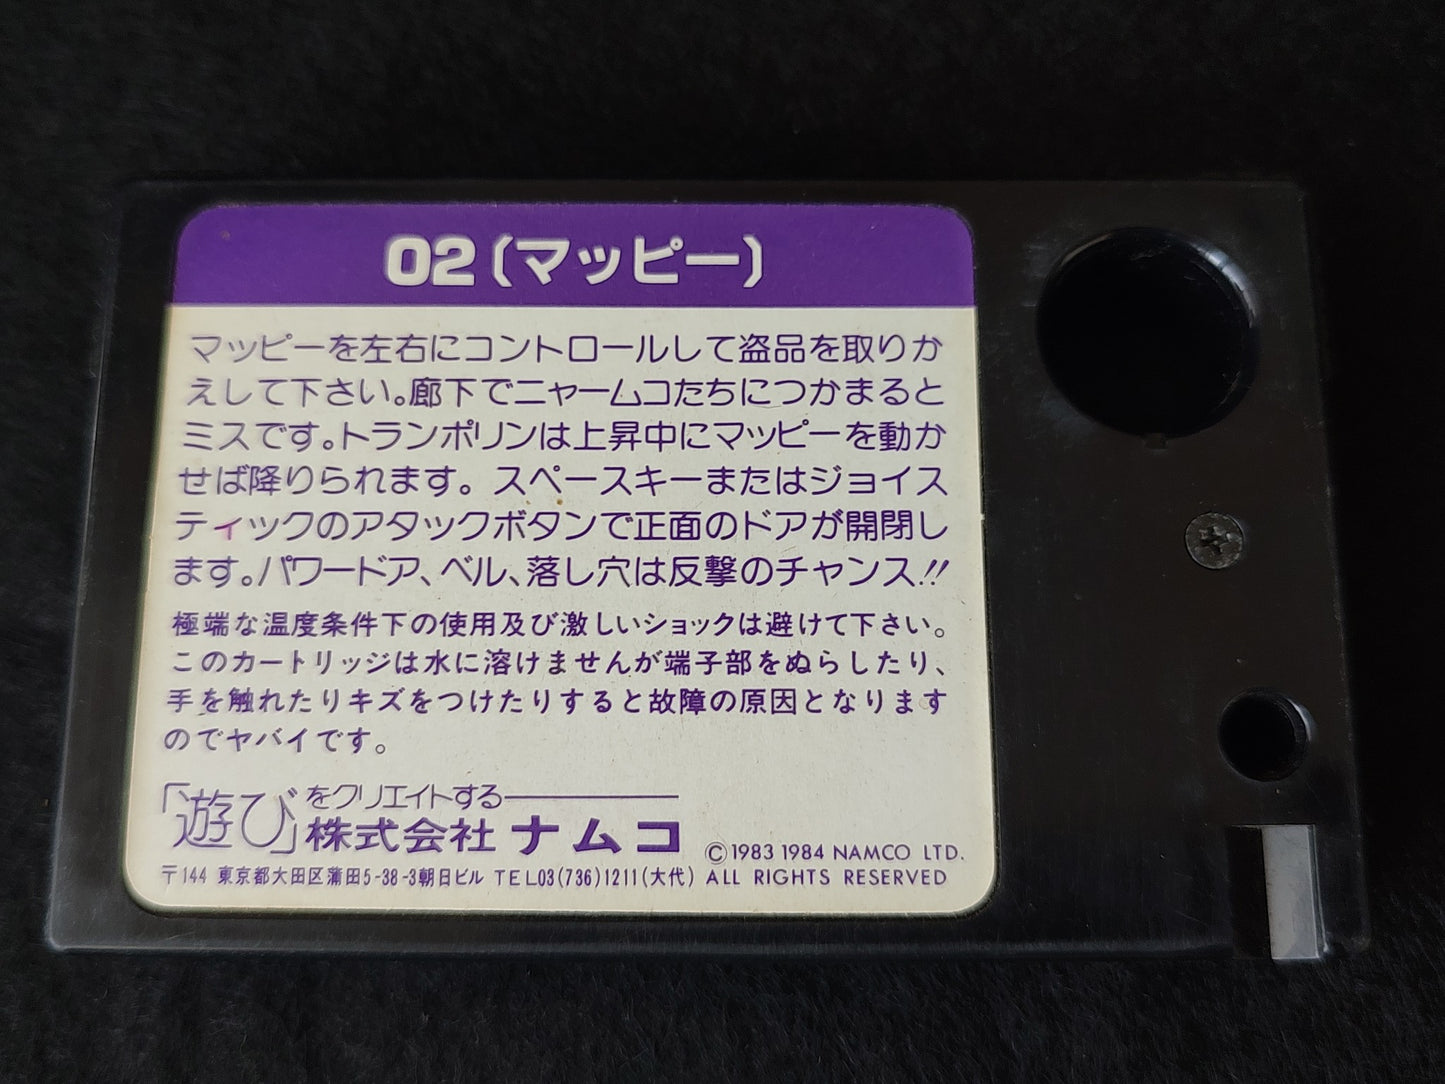 02(マッピー)
マッピーを左右にコントロールして盗品を取りか
えして下さい。廊下でニャームコたちにつかまると
ミスです。トランポリンは上昇中にマッピーを動か
せば降りられます。スペースキーまたはジョイス
ティックのアタックボタンで正面のドアが開閉し
ます。パワードア、ベル、落し穴は反撃のチャンス!!
極端な温度条件下の使用及び激しいショックは避けて下さい。
このカートリッジは水に溶けませんが端子部をぬらしたり、
手を触れたりキズをつけたりすると故障の原因となります
のでヤバイです。
「遊び」をクリエイトする
株式会社 ナムコ
©1983 1984 NAMCO LTD.
〒144 東京都大田区蒲田5-38-3朝日ビル TEL03(736)1211(大代) ALL RIGHTS RESERVED